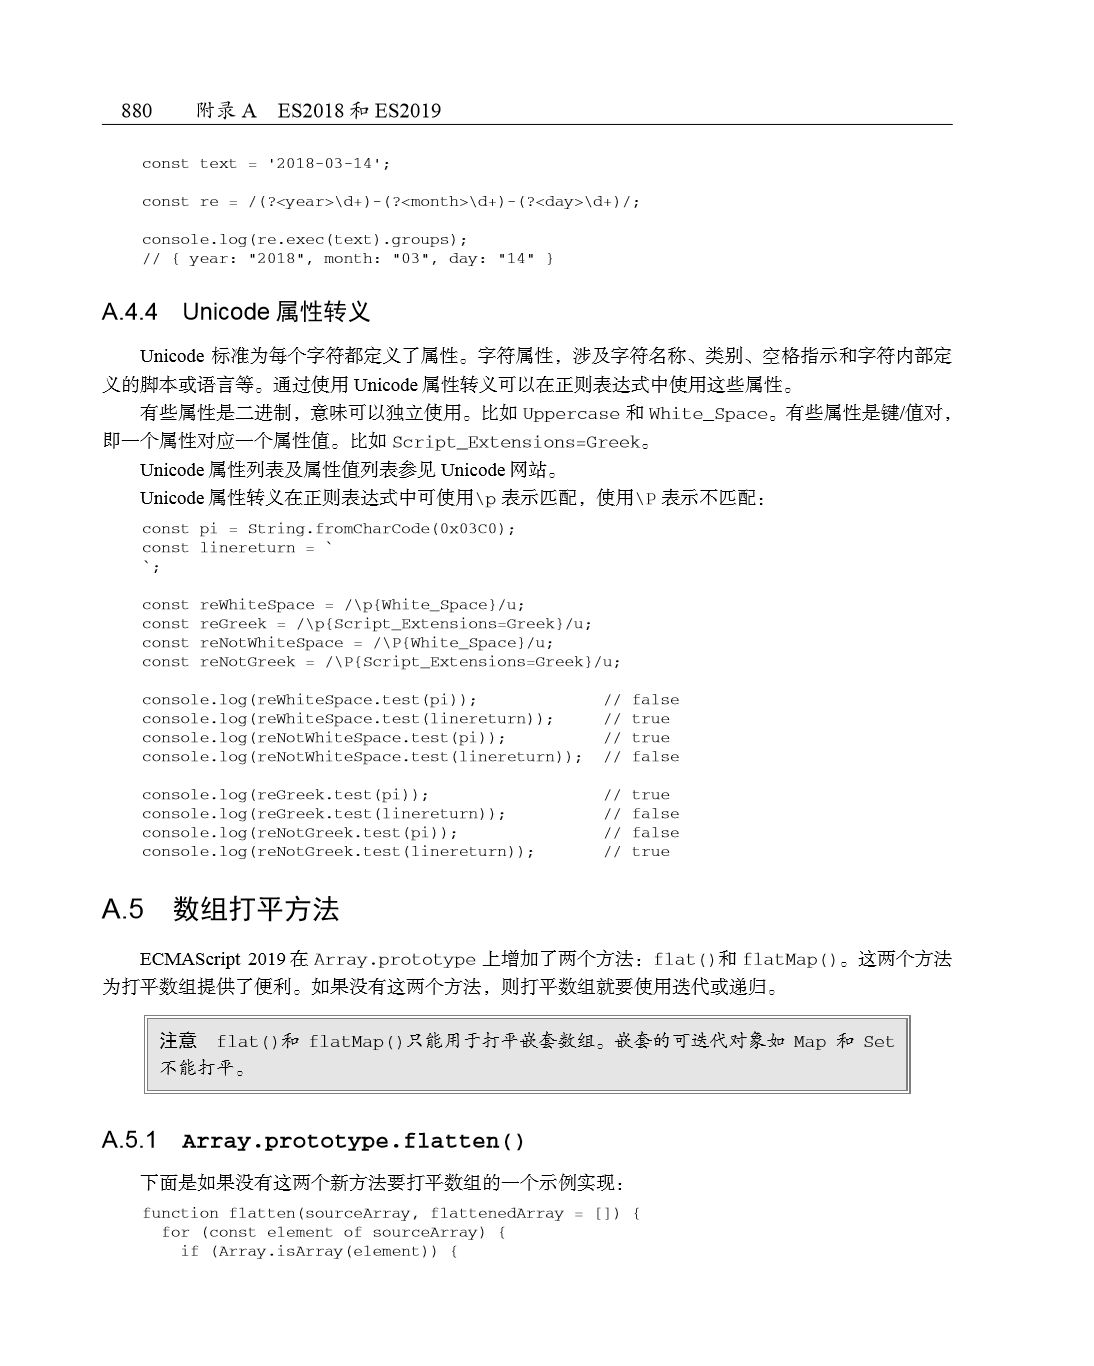 880 附录 A ES2018 和 ES2019
const text = '2018-03-14';
const re = /(?<year>\d+)-(?<month>\d+)-(?<day>\d+)/;
console.log(re.exec(text).groups);
// { year: "2018", month: "03", day: "14" }
A.4.4 Unicode 属性转义
Unicode 标准为每个字符都定义了属性。字符属性，涉及字符名称、类别、空格指示和字符内部定
义的脚本或语言等。通过使用 Unicode 属性转义可以在正则表达式中使用这些属性。
有些属性是二进制，意味可以独立使用。比如 Uppercase 和 White_Space。有些属性是键/值对，
即一个属性对应一个属性值。比如 Script_Extensions=Greek。
Unicode 属性列表及属性值列表参见 Unicode 网站。
Unicode 属性转义在正则表达式中可使用\p 表示匹配，使用\P 表示不匹配：
const pi = String.fromCharCode(0x03C0);
const linereturn = `
`;
const reWhiteSpace = /\p{White_Space}/u;
const reGreek = /\p{Script_Extensions=Greek}/u;
const reNotWhiteSpace = /\P{White_Space}/u;
const reNotGreek = /\P{Script_Extensions=Greek}/u;
console.log(reWhiteSpace.test(pi)); // false
console.log(reWhiteSpace.test(linereturn)); // true
console.log(reNotWhiteSpace.test(pi)); // true
console.log(reNotWhiteSpace.test(linereturn)); // false
console.log(reGreek.test(pi)); // true
console.log(reGreek.test(linereturn)); // false
console.log(reNotGreek.test(pi)); // false
console.log(reNotGreek.test(linereturn)); // true
A.5 数组打平方法
ECMAScript 2019 在 Array.prototype 上增加了两个方法：flat()和 flatMap()。这两个方法
为打平数组提供了便利。如果没有这两个方法，则打平数组就要使用迭代或递归。
注意 flat()和 flatMap()只能用于打平嵌套数组。嵌套的可迭代对象如 Map 和 Set
不能打平。
A.5.1 Array.prototype.flatten()
下面是如果没有这两个新方法要打平数组的一个示例实现：
function flatten(sourceArray, flattenedArray = []) {
for (const element of sourceArray) {
if (Array.isArray(element)) {